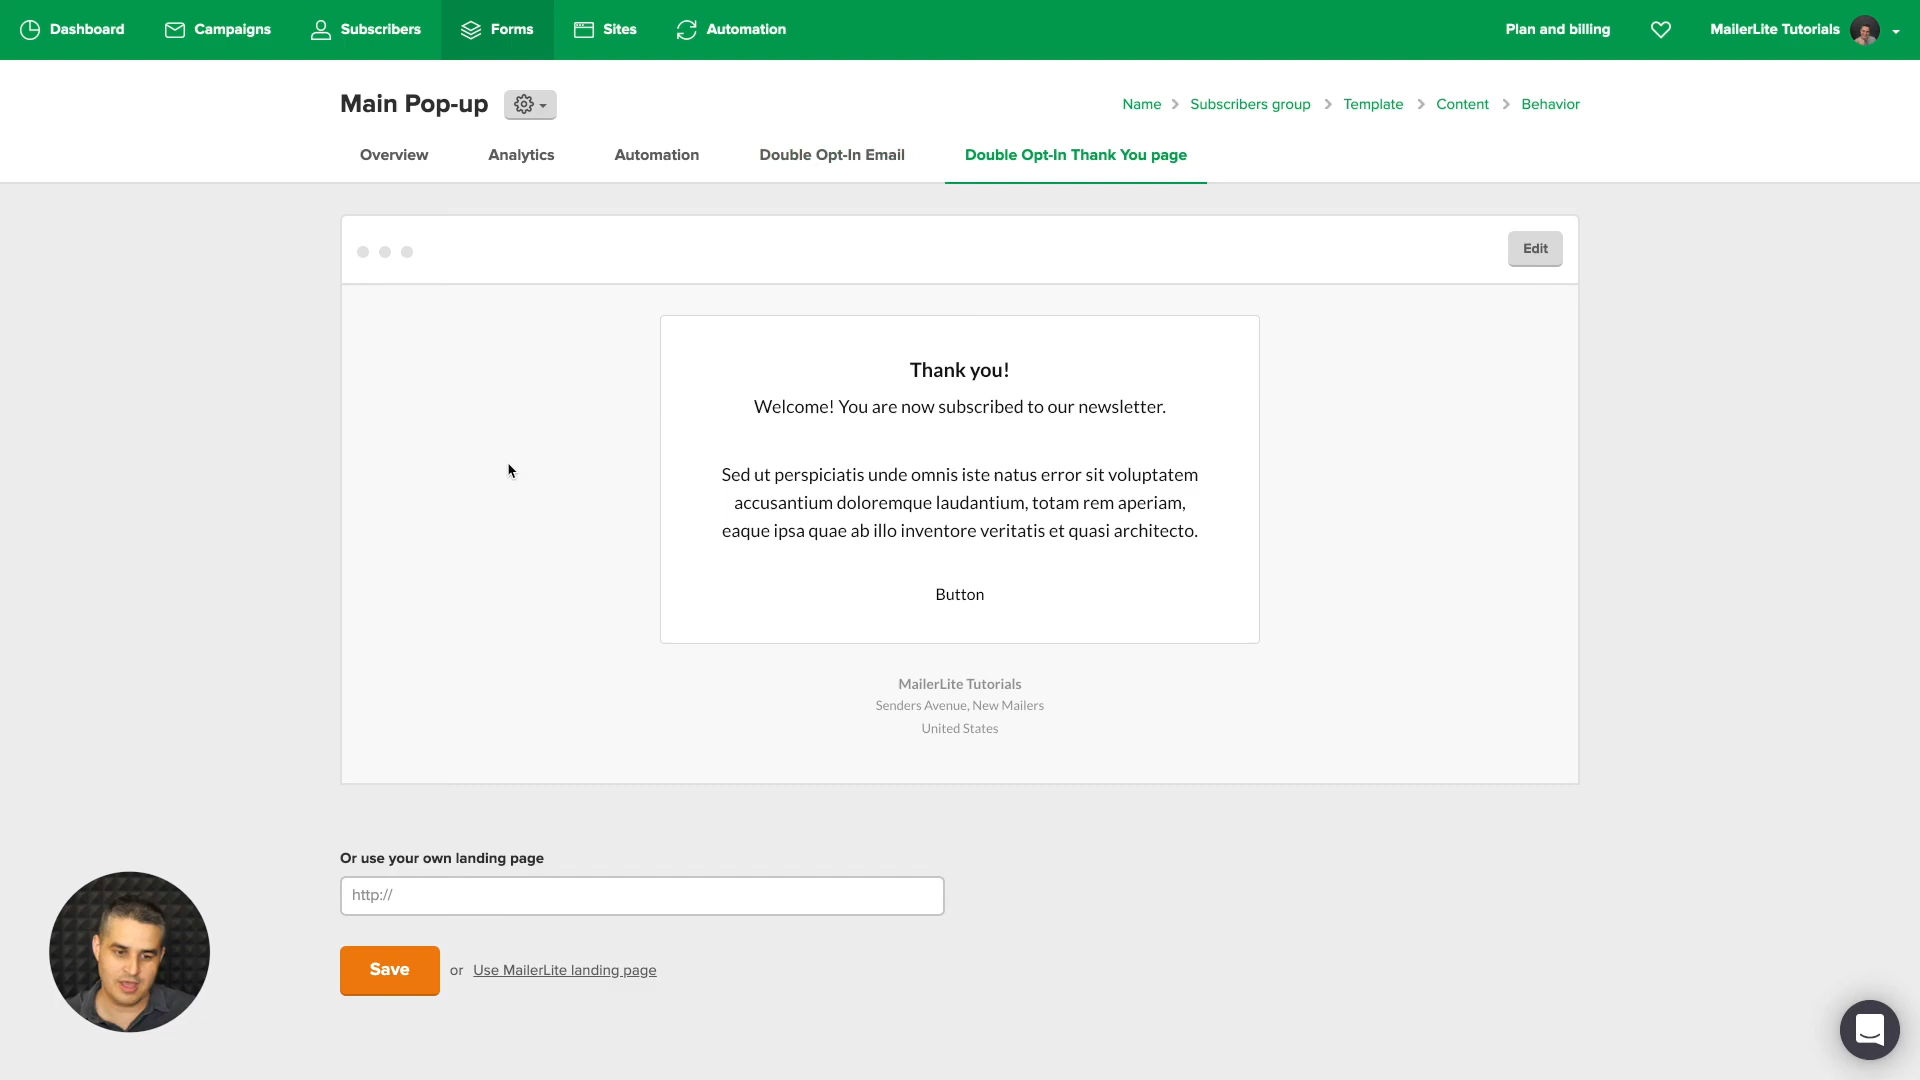 Dashboard Campaigns Subscribers Forms Sites Automation Plan and billing MailerLite Tutorials
Main Pop-up
Name > Subscribers group > Template > Content > Behavior
Overview Analytics Automation Double Opt-In Email Double Opt-In Thank You page
Edit
Thank you!
Welcome! You are now subscribed to our newsletter.
Sed ut perspiciatis unde omnis iste natus error sit voluptatem
accusantium doloremque laudantium, totam rem aperiam,
eaque ipsa quae ab illo inventore veritatis et quasi architecto.
Button
MailerLite Tutorials
Senders Avenue, New Mailers
United States
Or use your own landing page
http://
Save or Use MailerLite landing page